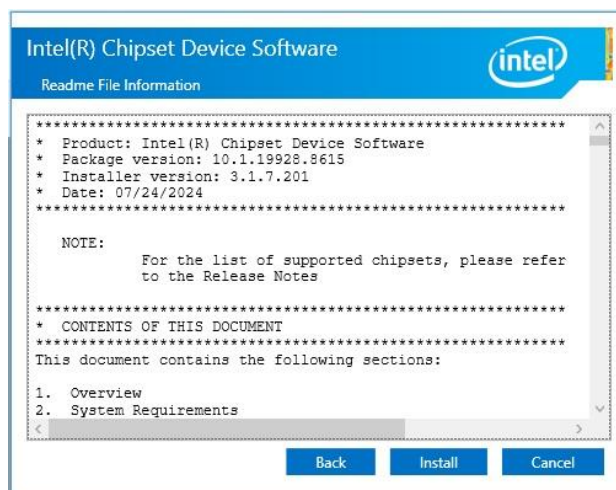 Intel(R) Chipset Device Software
intel
Readme File Information
************************************************************
* Product: Intel(R) Chipset Device Software
* Package version: 10.1.19928.8615
* Installer version: 3.1.7.201
* Date: 07/24/2024
************************************************************
NOTE:
For the list of supported chipsets, please refer
to the Release Notes
************************************************************
* CONTENTS OF THIS DOCUMENT
************************************************************
This document contains the following sections:
1. Overview
2. System Requirements
Back
Install
Cancel